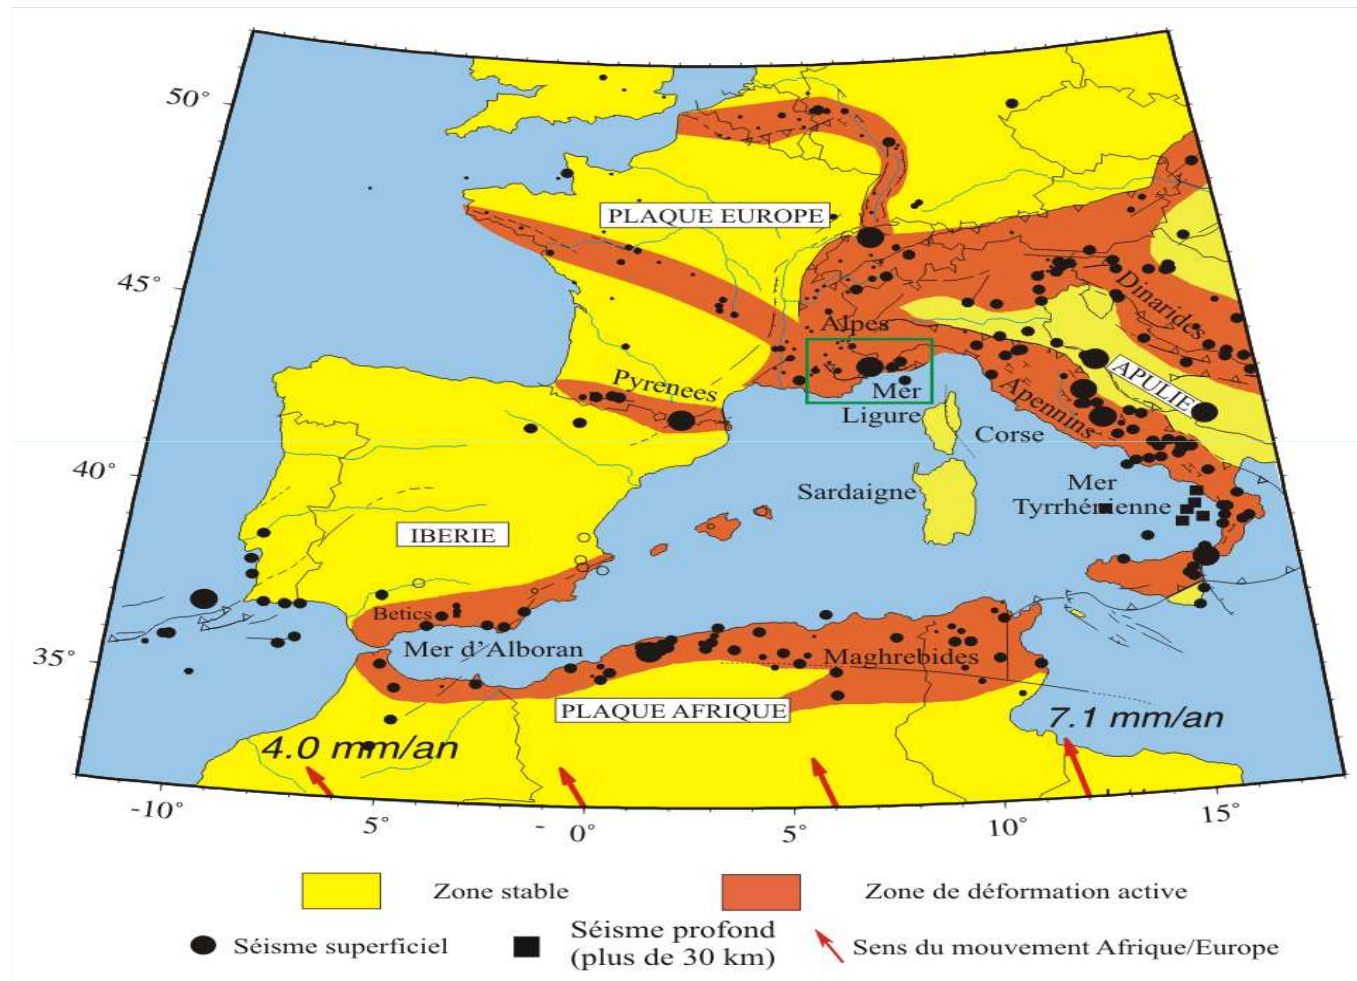 50°
PLAQUE EUROPE
45°
Dinarides
Alpes
Pyrenees
APULIE
Mer
Ligure
Apennins
Corse
40°
Mer
Tyrrhénienne
Sardaigne
IBERIE
Betics
35°
Mer d'Alboran
Maghrebides
PLAQUE AFRIQUE
7.1 mm/an
4.0 mm/an
-10°
5°
-
0°
5°
10°
15°
Zone stable
Zone de déformation active
Séisme superficiel
Séisme profond
(plus de 30 km)
Sens du mouvement Afrique/Europe